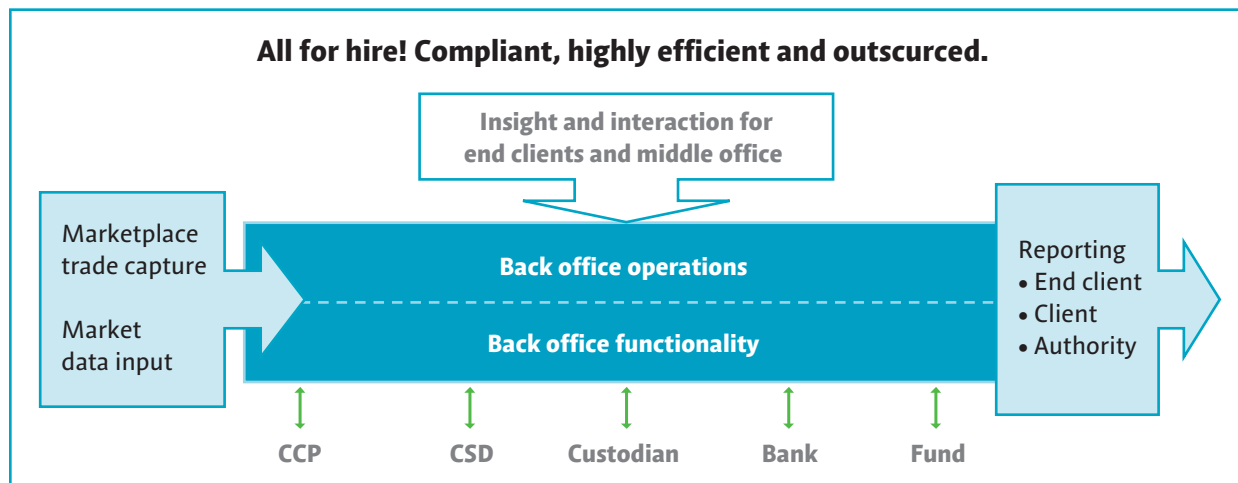 All for hire! Compliant, highly efficient and outscurced.
Insight and interaction for
end clients and middle office
Marketplace
trade capture
Market
data input
Back office operations
Back office functionality
Reporting
• End client
• Client
• Authority
CCP
CSD
Custodian
Bank
Fund